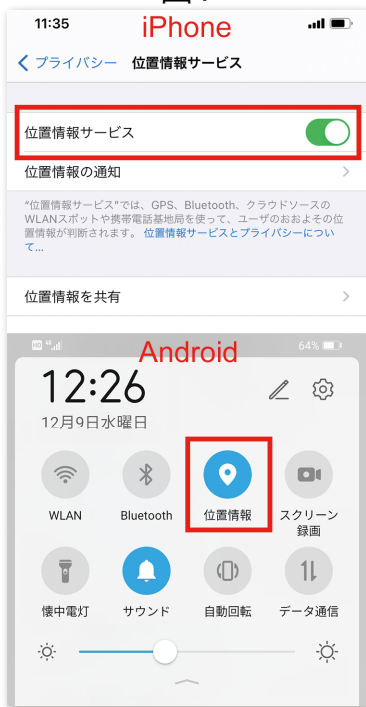 11:35
iPhone
プライバシー 位置情報サービス
位置情報サービス
位置情報の通知
"位置情報サービス"では、GPS、Bluetooth、クラウドソースの
WLANスポットや携帯電話基地局を使って、ユーザのおおよその位
置情報が判断されます。位置情報サービスとプライバシーについ
て...
位置情報を共有
Android
64%
12:26
12月9日水曜日
WLAN Bluetooth 位置情報 スクリーン
録画
懐中電灯 サウンド 自動回転 データ通信